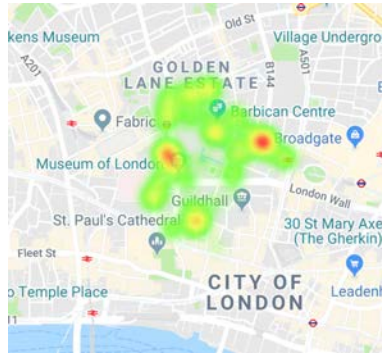 Old St
kens Museum
Village Undergro
A201
B144
A501
GOLDEN
LANE ESTATE
Barbican Centre
Fabric
Broadgate
Museum of London
London Wall
Guildhall
St. Paul's Cathedral
30 St Mary Axe
(The Gherkin)
Fleet St
CITY OF
LONDON
Leadenh
o Temple Place
11